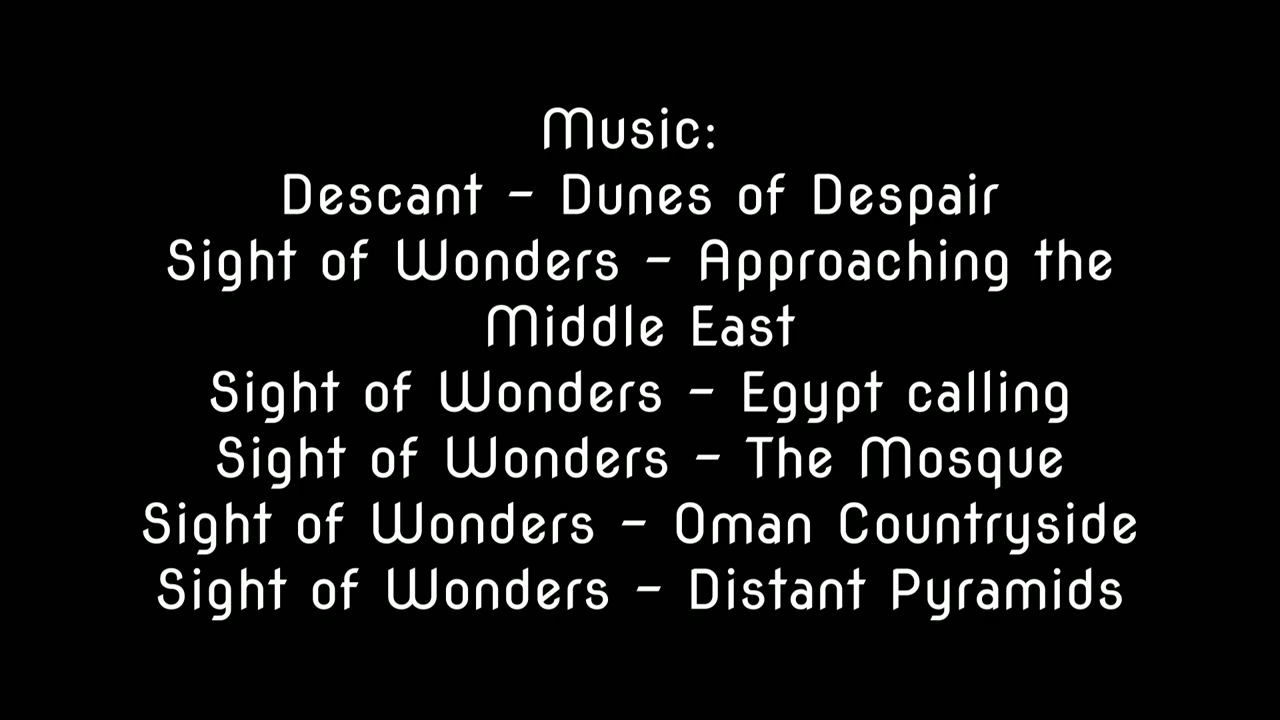 Music:
Descant - Dunes of Despair
Sight of Wonders - Approaching the
Middle East
Sight of Wonders - Egypt calling
Sight of Wonders - The Mosque
Sight of Wonders - Oman Countryside
Sight of Wonders - Distant Pyramids